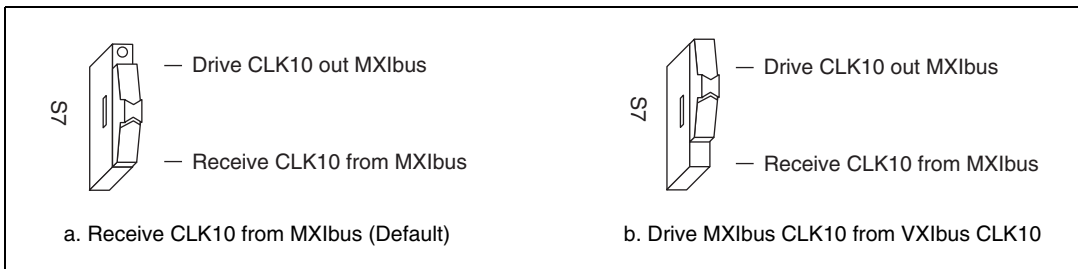 S7
Drive CLK10 out MXIbus
Receive CLK10 from MXIbus
a. Receive CLK10 from MXIbus (Default)
S7
Drive CLK10 out MXIbus
Receive CLK10 from MXIbus
b. Drive MXIbus CLK10 from VXIbus CLK10